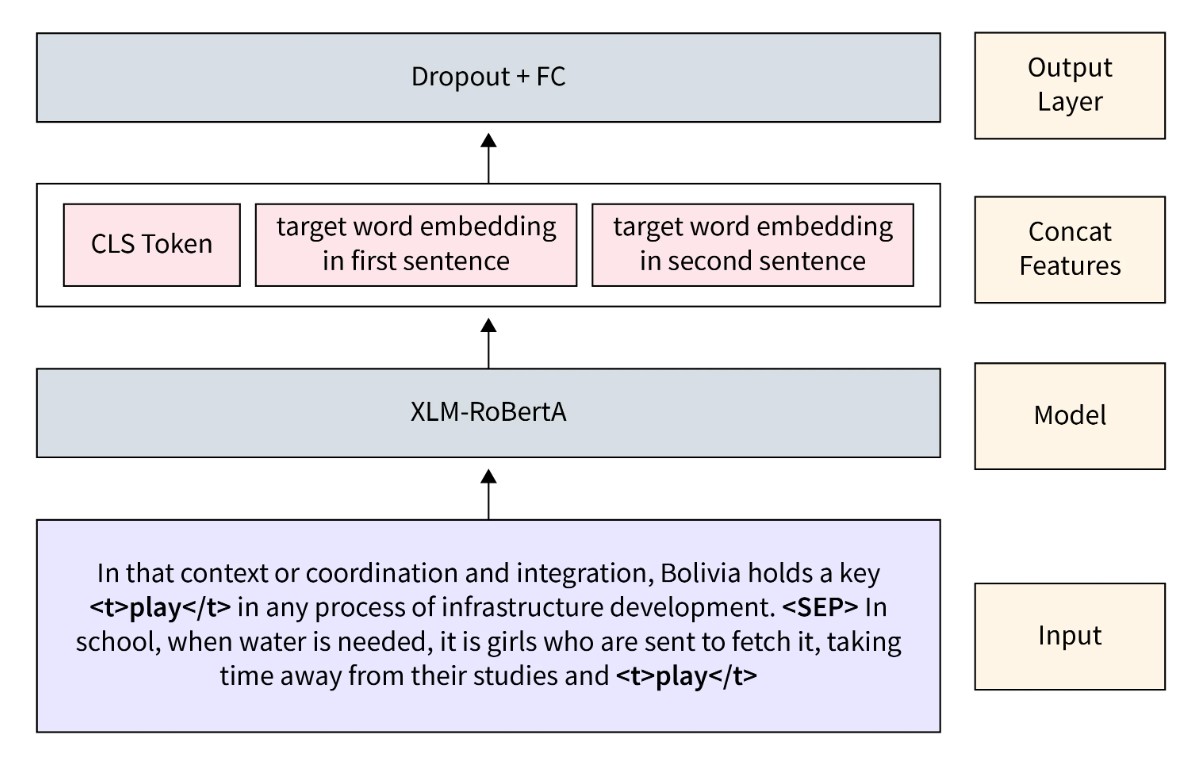 Dropout + FC
Output
Layer
CLS Token
target word embedding
in first sentence
target word embedding
in second sentence
Concat
Features
XLM-RoBertA
Model
In that context or coordination and integration, Bolivia holds a key
<t>play</t> in any process of infrastructure development. <SEP> In
school, when water is needed, it is girls who are sent to fetch it, taking
time away from their studies and <t>play</t>
Input